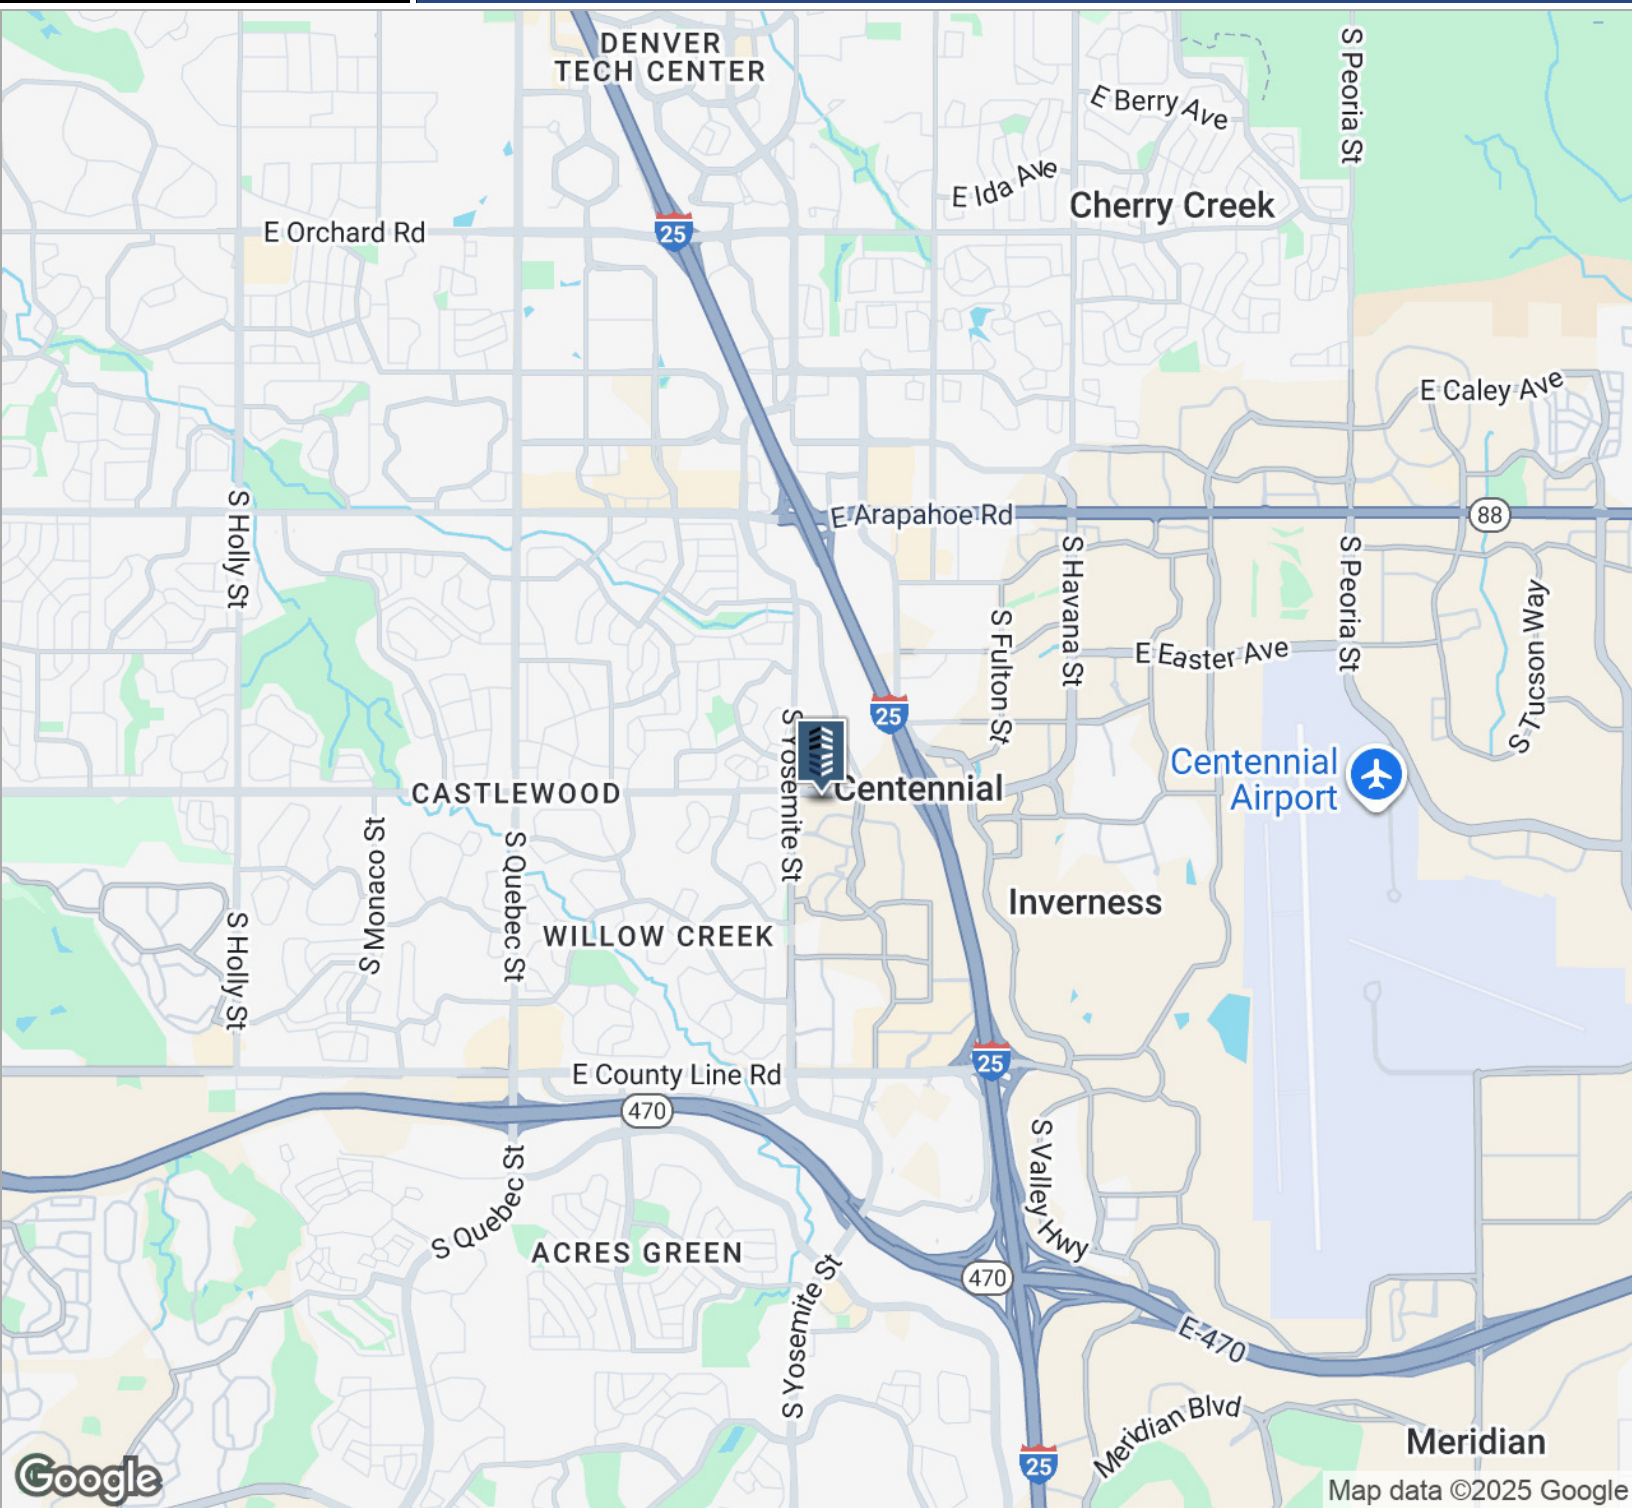 DENVER
TECH CENTER
S Peoria St
E Berry Ave
E Ida Ave
Cherry Creek
E Orchard Rd
25
E Caley Ave
S Holly St
E Arapahoe Rd
88
S Havana St
S Peoria St
S Fulton St
E Easter Ave
S Tucson Way
25
S Yosemite St
Centennial
Airport
CASTLEWOOD
Centennial
S Monaco St
S Quebec St
Inverness
S Holly St
WILLOW CREEK
25
E County Line Rd
470
S Valley Hwy
S Quebec St
ACRES GREEN
S Yosemite St
470
E-470
Meridian Blvd
Meridian
25
Google
Map data ©2025 Google